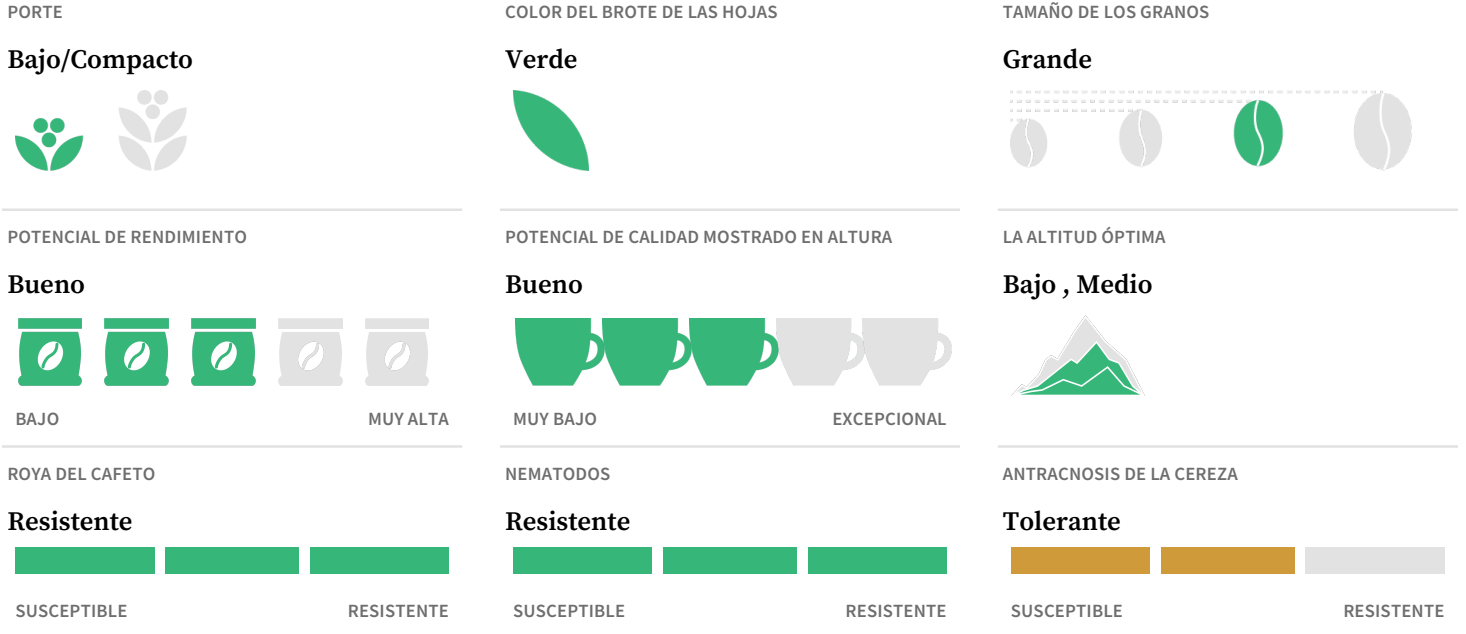 PORTE
Bajo/Compacto
COLOR DEL BROTE DE LAS HOJAS
Verde
TAMAÑO DE LOS GRANOS
Grande
POTENCIAL DE RENDIMIENTO
Bueno
BAJO
MUY ALTA
POTENCIAL DE CALIDAD MOSTRADO EN ALTURA
Bueno
MUY BAJO
EXCEPCIONAL
LA ALTITUD ÓPTIMA
Bajo , Medio
ROYA DEL CAFETO
Resistente
SUSCEPTIBLE
RESISTENTE
NEMATODOS
Resistente
SUSCEPTIBLE
RESISTENTE
ANTRACNOSIS DE LA CEREZA
Tolerante
SUSCEPTIBLE
RESISTENTE